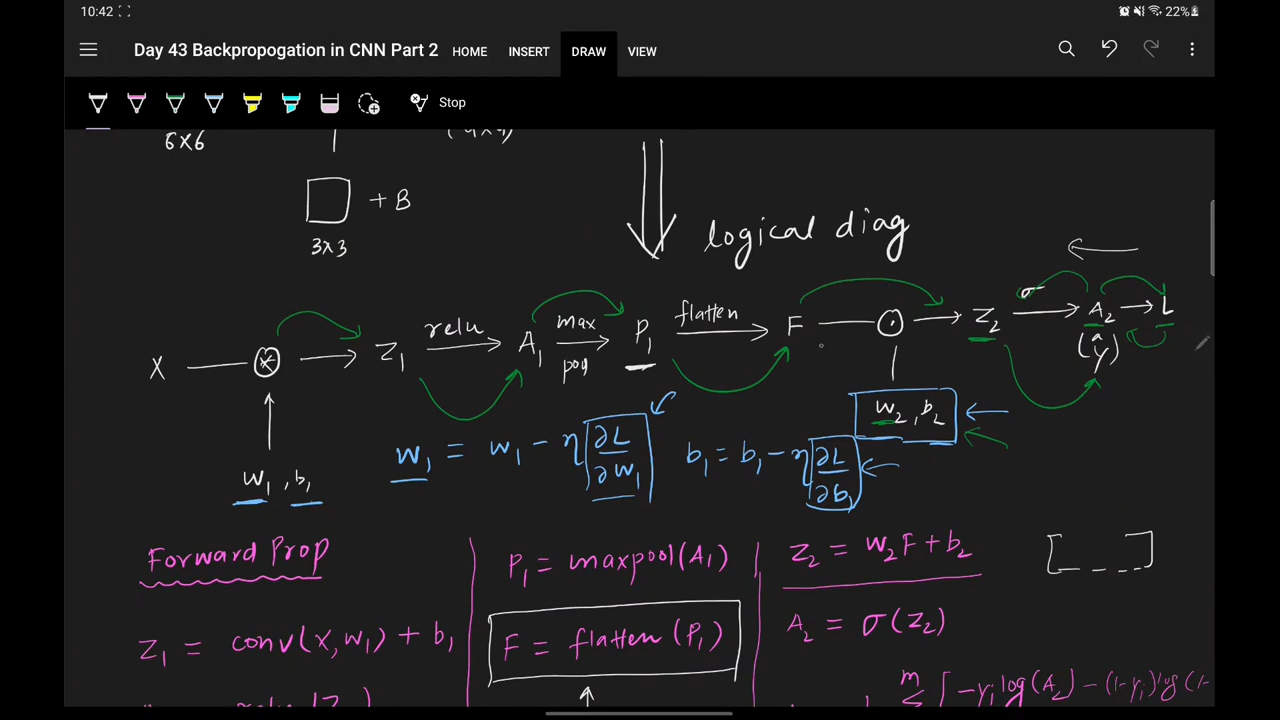 10:42
22%
Day 43 Backpropogation in CNN Part 2 HOME INSERT DRAW VIEW
Stop
6X6
3x3
+ B
logical diag
X * → Z₁ relu → A₁ max poo → P₁ flatten → F ⊙ → Z₂ σ → A₂ → L
(a y)
W₁, b₁
W₂, b₂
W₁ = W₁ - η ∂L/∂W₁ b₁ = b₁ - η ∂L/∂b₁
Forward Prop
Z₁ = conv(X, W₁) + b₁
P₁ = maxpool(A₁)
F = flatten (P₁)
Z₂ = W₂F + b₂
A₂ = σ(Z₂)
[ _ _ _ ]